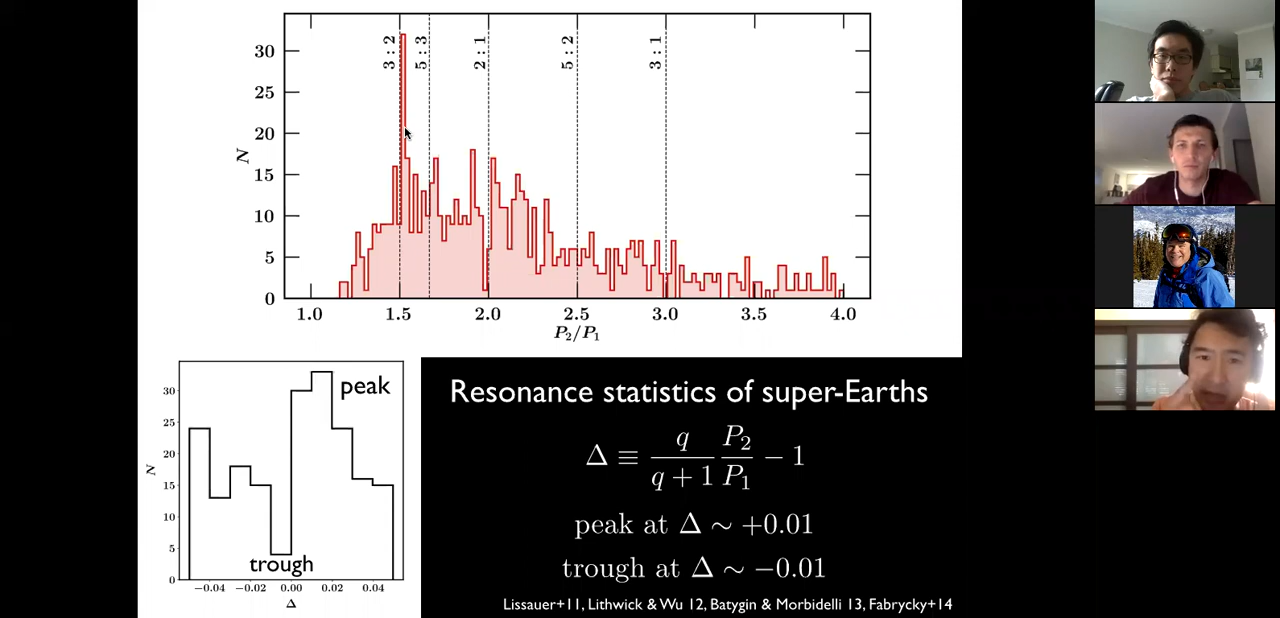 3 : 2
5 : 3
2 : 1
5 : 2
3 : 1
N
30
25
20
15
10
5
0
1.0 1.5 2.0 2.5 3.0 3.5 4.0
P₂/P₁
peak
N
30
25
20
15
10
5
0
trough
−0.04 −0.02 0.00 0.02 0.04
Δ
Resonance statistics of super-Earths
Δ ≡ q/(q + 1) P₂/P₁ − 1
peak at Δ ∼ +0.01
trough at Δ ∼ −0.01
Lissauer+11, Lithwick & Wu 12, Batygin & Morbidelli 13, Fabrycky+14